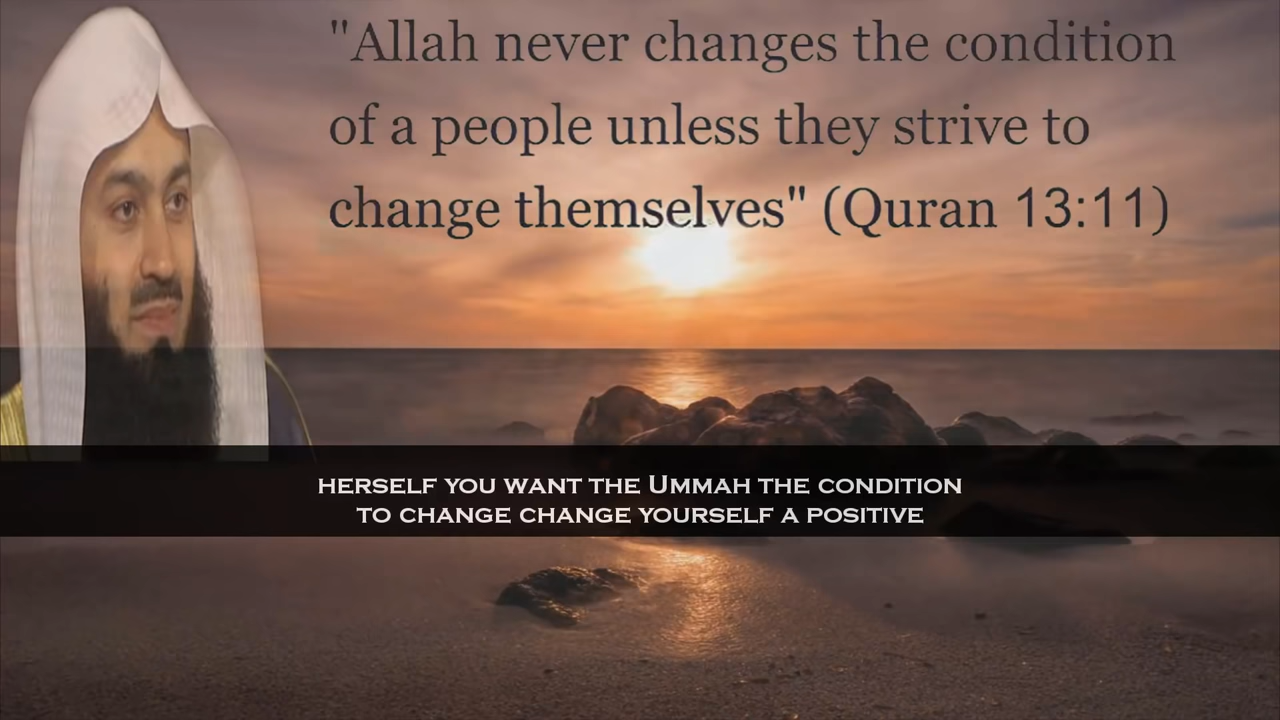 "Allah never changes the condition
of a people unless they strive to
change themselves" (Quran 13:11)
HERSELF YOU WANT THE UMMAH THE CONDITION
TO CHANGE CHANGE YOURSELF A POSITIVE